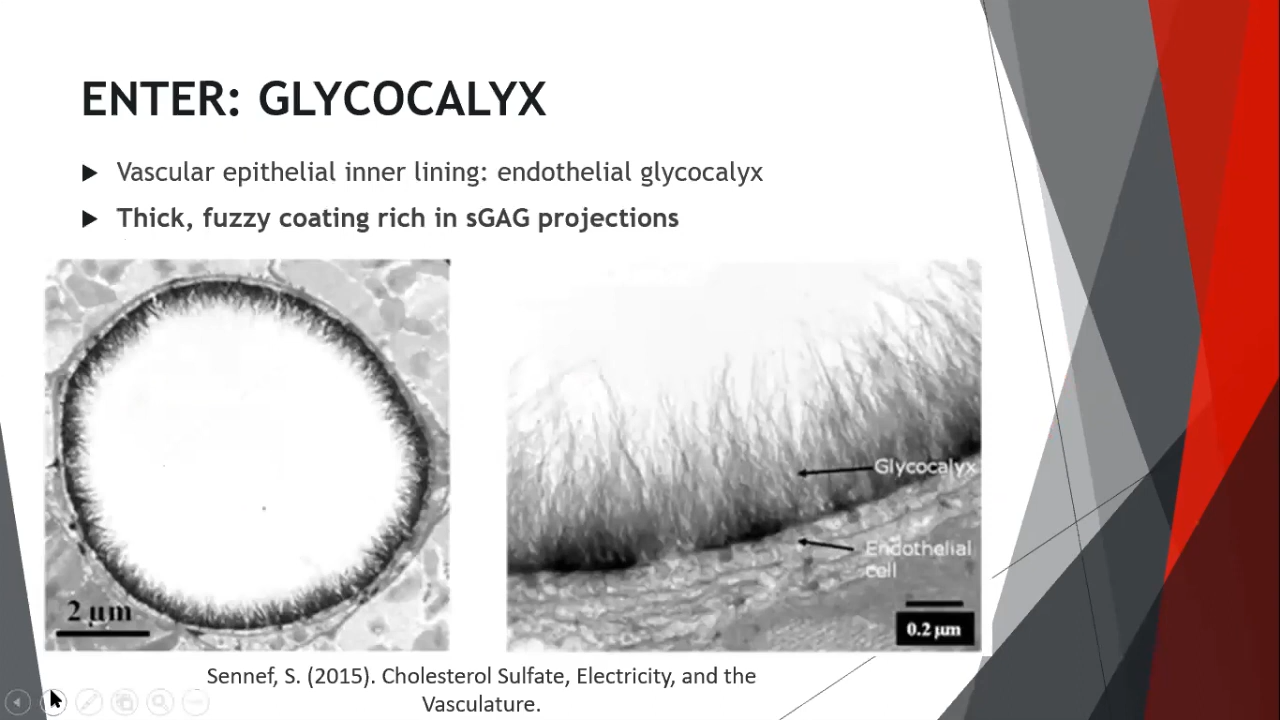 ENTER: GLYCOCALYX
Vascular epithelial inner lining: endothelial glycocalyx
Thick, fuzzy coating rich in sGAG projections
2 µm
Glycocalyx
Endothelial
cell
0.2 µm
Sennef, S. (2015). Cholesterol Sulfate, Electricity, and the
Vasculature.